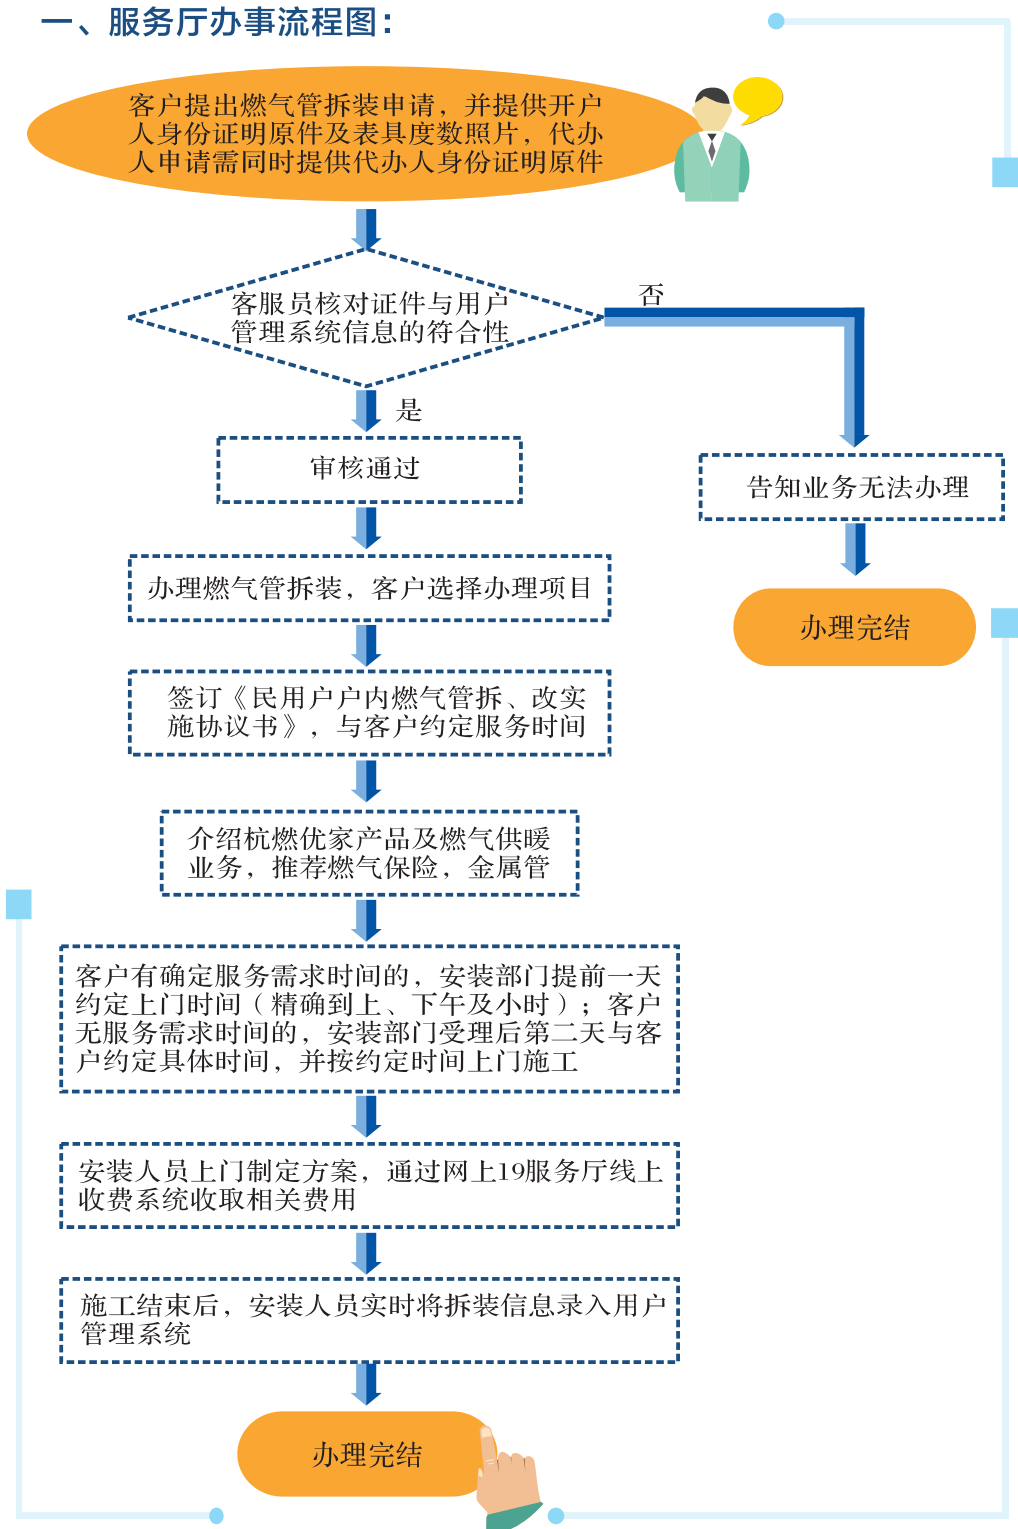 一、服务厅办事流程图：
客户提出燃气管拆装申请，并提供开户
人身份证明原件及表具度数照片，代办
人申请需同时提供代办人身份证明原件
客服员核对证件与用户
管理系统信息的符合性
否
是
审核通过
告知业务无法办理
办理燃气管拆装，客户选择办理项目
办理完结
签订《民用户户内燃气管拆、改实
施协议书》，与客户约定服务时间
介绍杭燃优家产品及燃气供暖
业务，推荐燃气保险，金属管
客户有确定服务需求时间的，安装部门提前一天
约定上门时间（精确到上、下午及小时）；客户
无服务需求时间的，安装部门受理后第二天与客
户约定具体时间，并按约定时间上门施工
安装人员上门制定方案，通过网上19服务厅线上
收费系统收取相关费用
施工结束后，安装人员实时将拆装信息录入用户
管理系统
办理完结